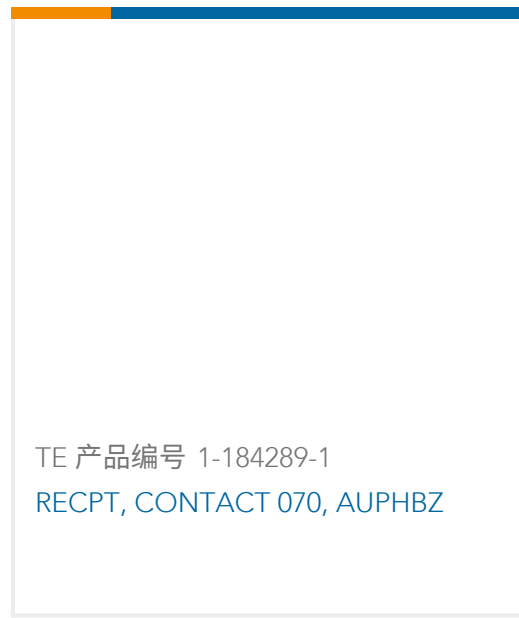 TE 产品编号 1-184289-1
RECPT, CONTACT 070, AUPHBZ